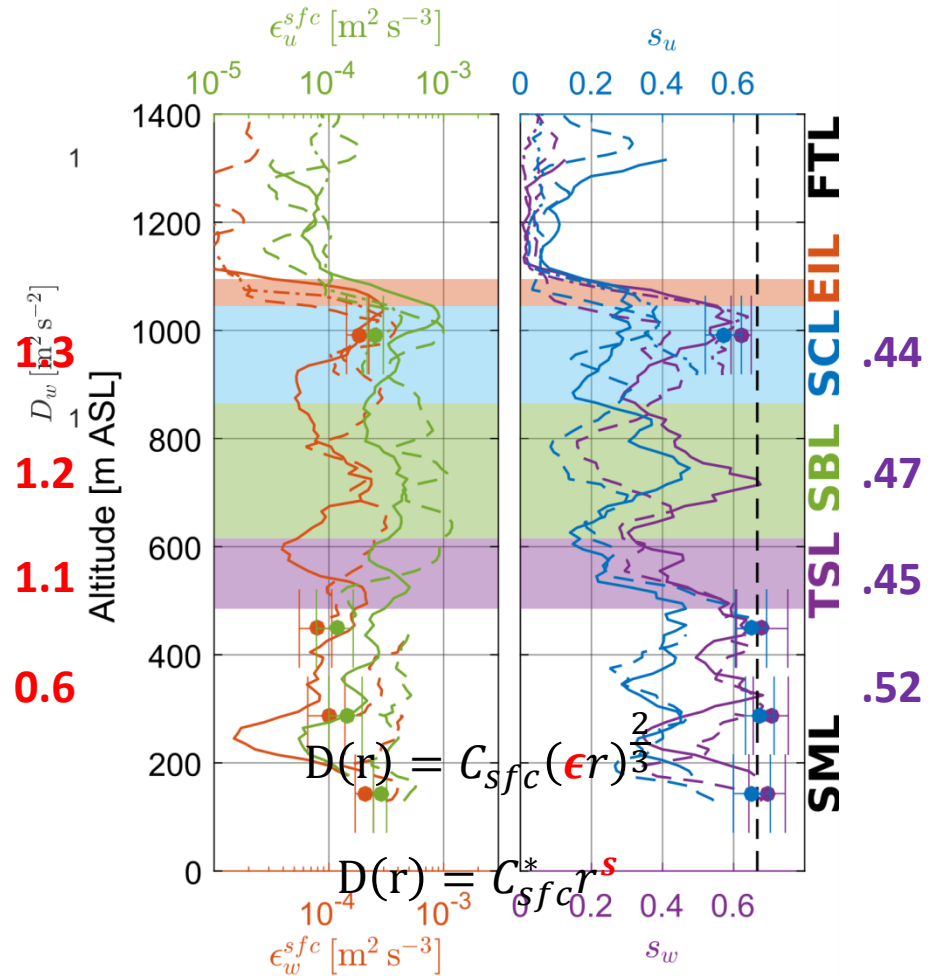 ϵ_u^{sfc} [m² s⁻³]
s_u
10⁻⁵ 10⁻⁴ 10⁻³
0 0.2 0.4 0.6
1400
1
1200
1000
800
600
400
200
0
D_w [m² s⁻²]
1
Altitude [m ASL]
1.3
1.2
1.1
0.6
FTL
EIL
SCL
SBL
TSL
SML
.44
.47
.45
.52
D(r) = C_{sfc}(ϵr)^{2/3}
D(r) = C*_{sfc}r^s
10⁻⁴ 10⁻³
0 0.2 0.4 0.6
ϵ_w^{sfc} [m² s⁻³]
s_w